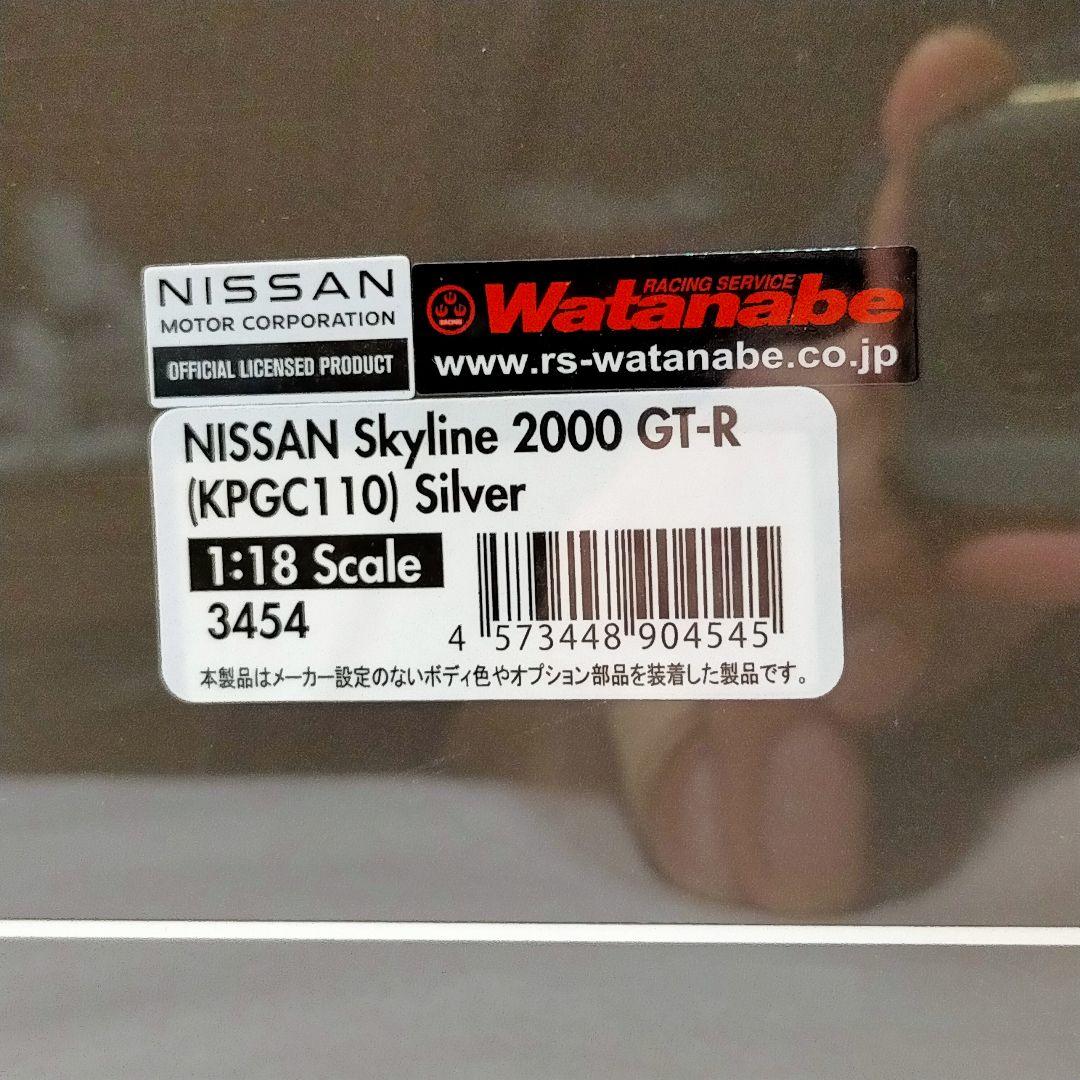 NISSAN
MOTOR CORPORATION
OFFICIAL LICENSED PRODUCT
RACING SERVICE
RACING
Watanabe
www.rs-watanabe.co.jp
NISSAN Skyline 2000 GT-R
(KPGC110) Silver
1:18 Scale
3454
4 573448 904545
本製品はメーカー設定のないボディ色やオプション部品を装着した製品です。